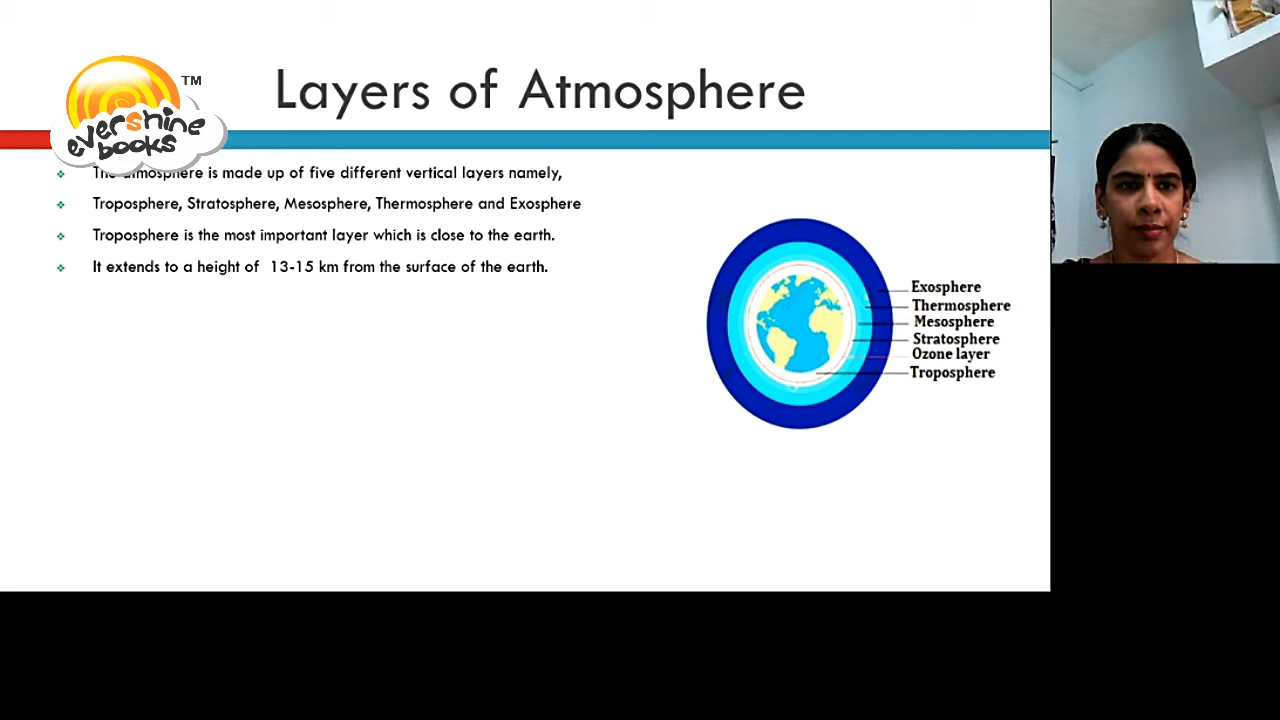 Layers of Atmosphere
TM
evershine
books
The atmosphere is made up of five different vertical layers namely,
Troposphere, Stratosphere, Mesosphere, Thermosphere and Exosphere
Troposphere is the most important layer which is close to the earth.
It extends to a height of 13-15 km from the surface of the earth.
Exosphere
Thermosphere
Mesosphere
Stratosphere
Ozone layer
Troposphere